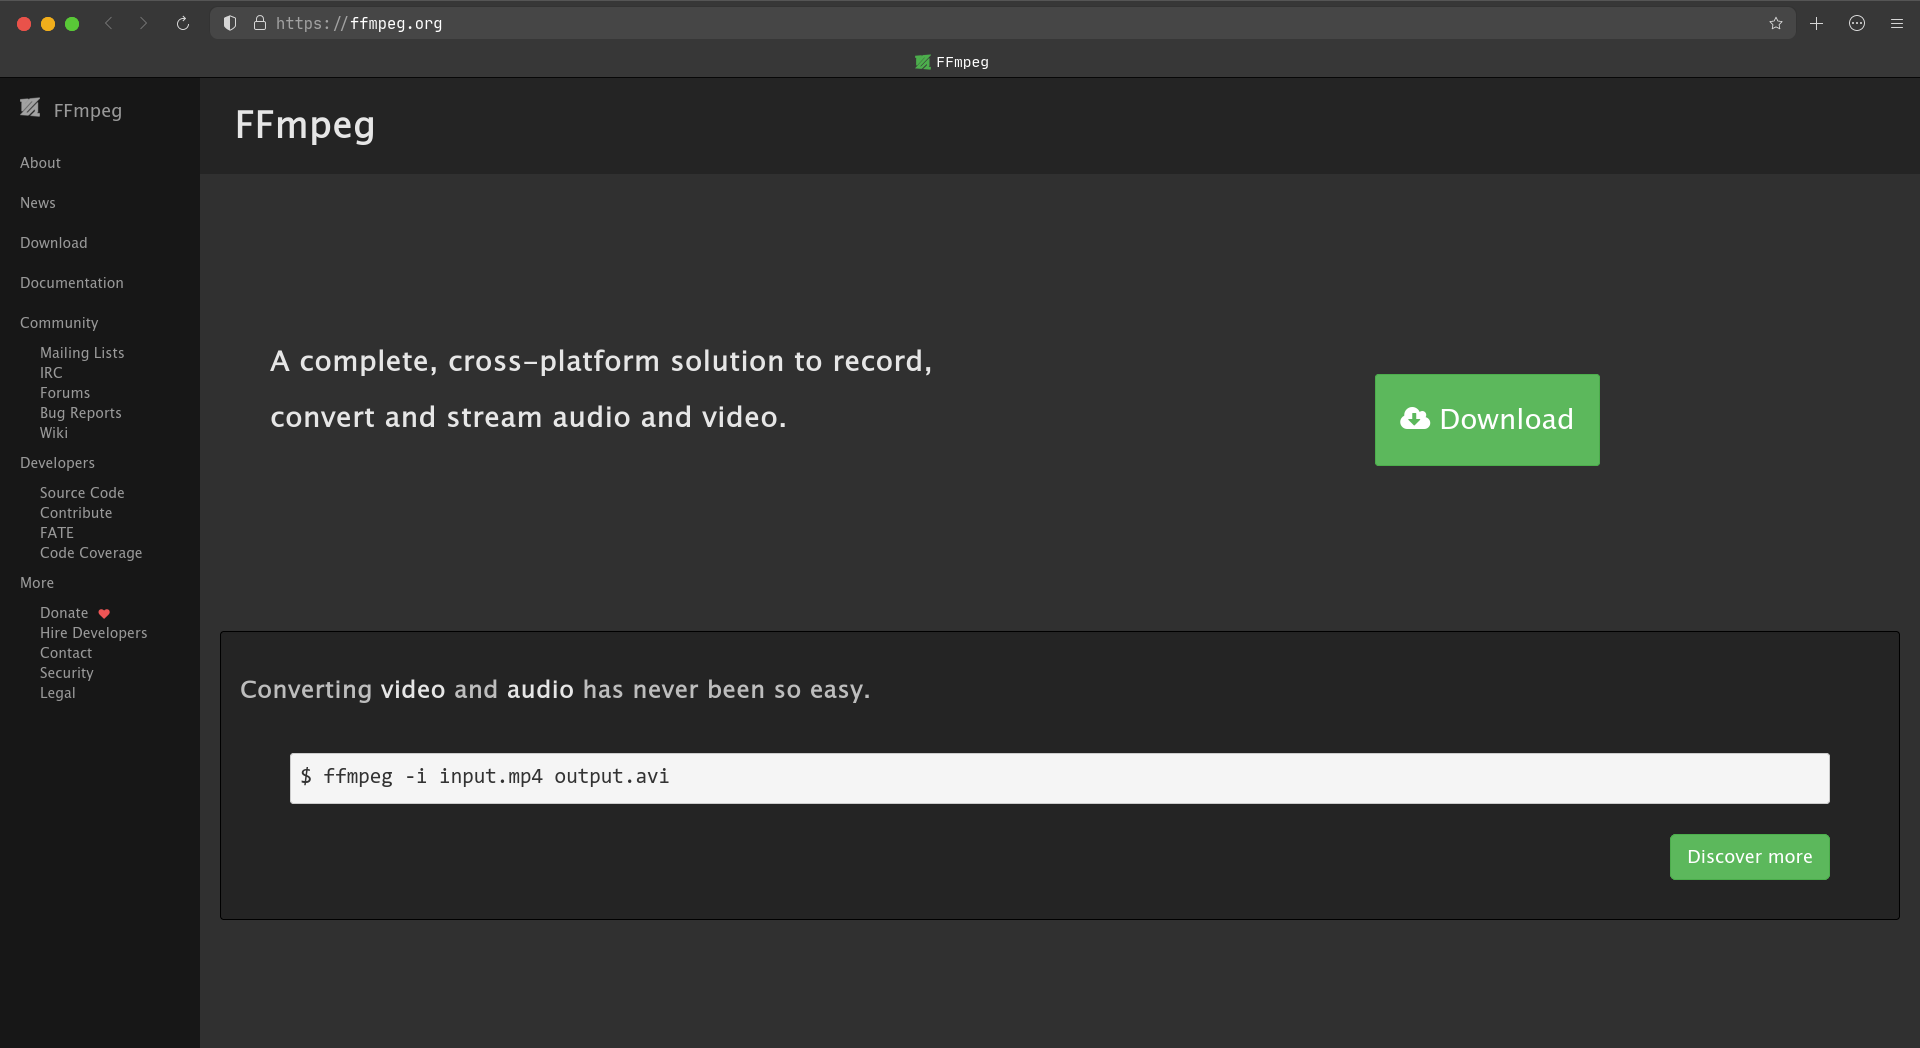 https://ffmpeg.org
FFmpeg
FFmpeg
About
News
Download
Documentation
Community
Mailing Lists
IRC
Forums
Bug Reports
Wiki
Developers
Source Code
Contribute
FATE
Code Coverage
More
Donate
Hire Developers
Contact
Security
Legal
FFmpeg
A complete, cross-platform solution to record,
convert and stream audio and video.
Download
Converting video and audio has never been so easy.
$ ffmpeg -i input.mp4 output.avi
Discover more